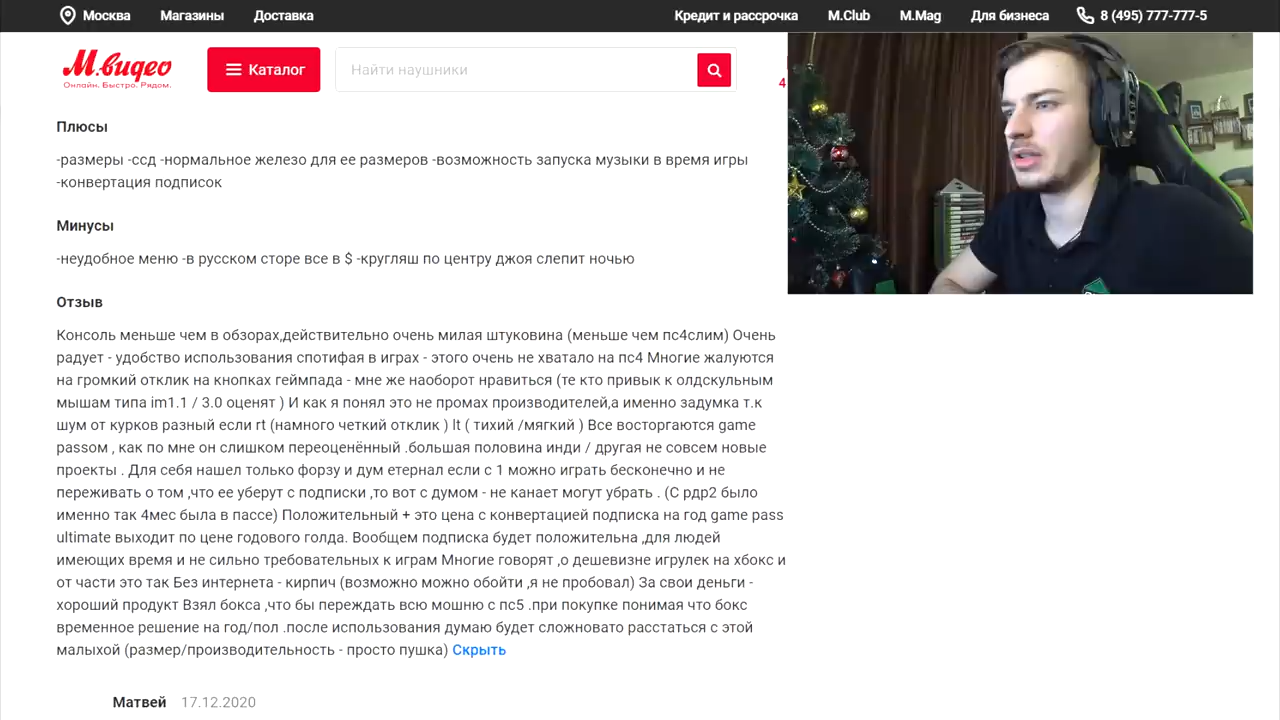 Москва Магазины Доставка Кредит и рассрочка M.Club M.Mag Для бизнеса 8 (495) 777-777-5
М.видео
Онлайн. Быстро. Рядом.
Каталог
Найти наушники
4
Плюсы
-размеры -ссд -нормальное железо для ее размеров -возможность запуска музыки в время игры
-конвертация подписок
Минусы
-неудобное меню -в русском сторе все в $ -кругляш по центру джоя слепит ночью
Отзыв
Консоль меньше чем в обзорах,действительно очень милая штуковина (меньше чем пс4слим) Очень
радует - удобство использования спотифая в играх - этого очень не хватало на пс4 Многие жалуются
на громкий отклик на кнопках геймпада - мне же наоборот нравиться (те кто привык к олдскульным
мышам типа im1.1 / 3.0 оценят ) И как я понял это не промах производителей,а именно задумка т.к
шум от курков разный если rt (намного четкий отклик ) lt ( тихий /мягкий ) Все восторгаются game
passом , как по мне он слишком переоценённый .большая половина инди / другая не совсем новые
проекты . Для себя нашел только форзу и дум етернал если с 1 можно играть бесконечно и не
переживать о том ,что ее уберут с подписки ,то вот с думом - не канает могут убрать . (С рдр2 было
именно так 4мес была в пассе) Положительный + это цена с конвертацией подписка на год game pass
ultimate выходит по цене годового голда. Вообщем подписка будет положительна ,для людей
имеющих время и не сильно требовательных к играм Многие говорят ,о дешевизне игрулек на хбокс и
от части это так Без интернета - кирпич (возможно можно обойти ,я не пробовал) За свои деньги -
хороший продукт Взял бокса ,что бы переждать всю мошню с пс5 .при покупке понимая что бокс
временное решение на год/пол .после использования думаю будет сложновато расстаться с этой
малыхой (размер/производительность - просто пушка) Скрыть
Матвей 17.12.2020